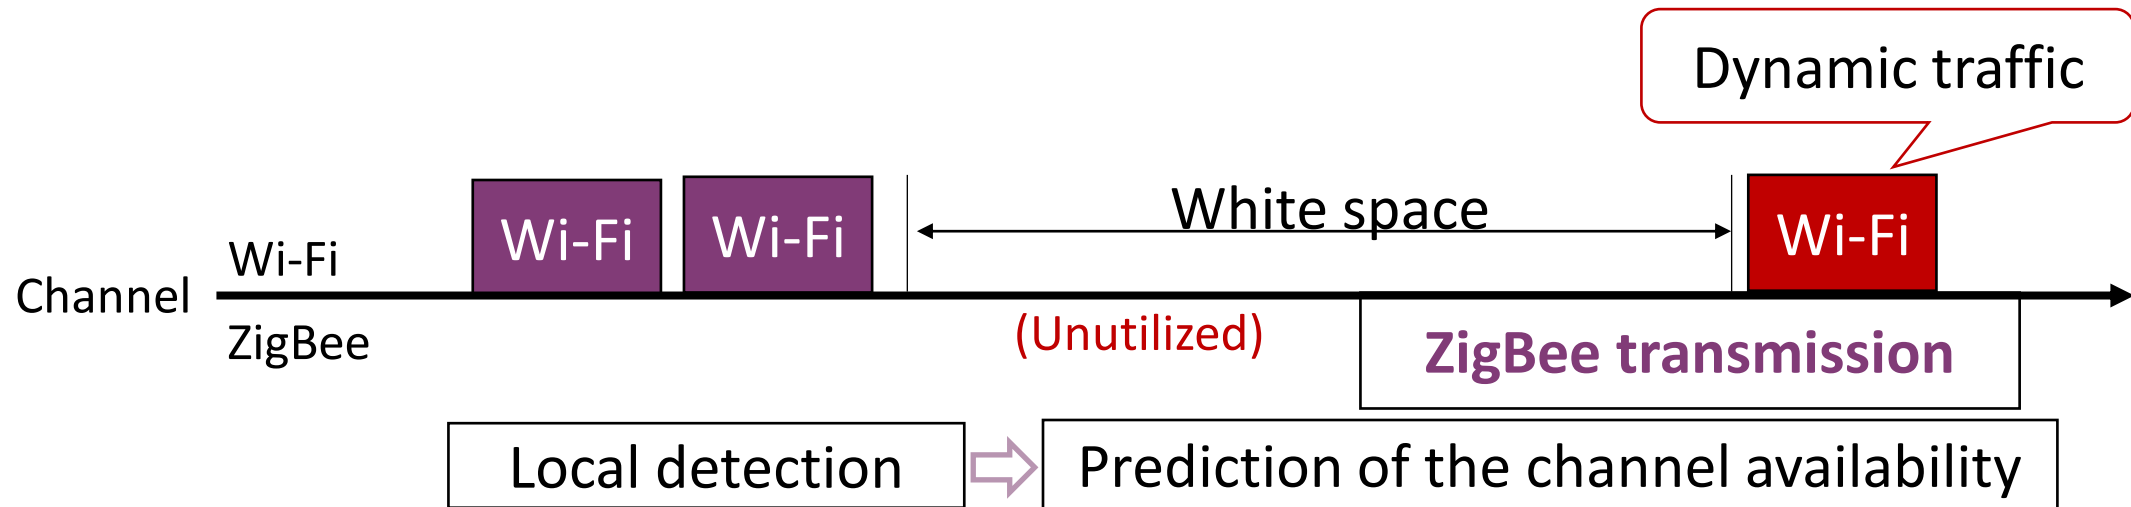 Dynamic traffic
Wi-Fi
Wi-Fi
White space
Wi-Fi
Wi-Fi
Channel
ZigBee
(Unutilized)
ZigBee transmission
Local detection
Prediction of the channel availability